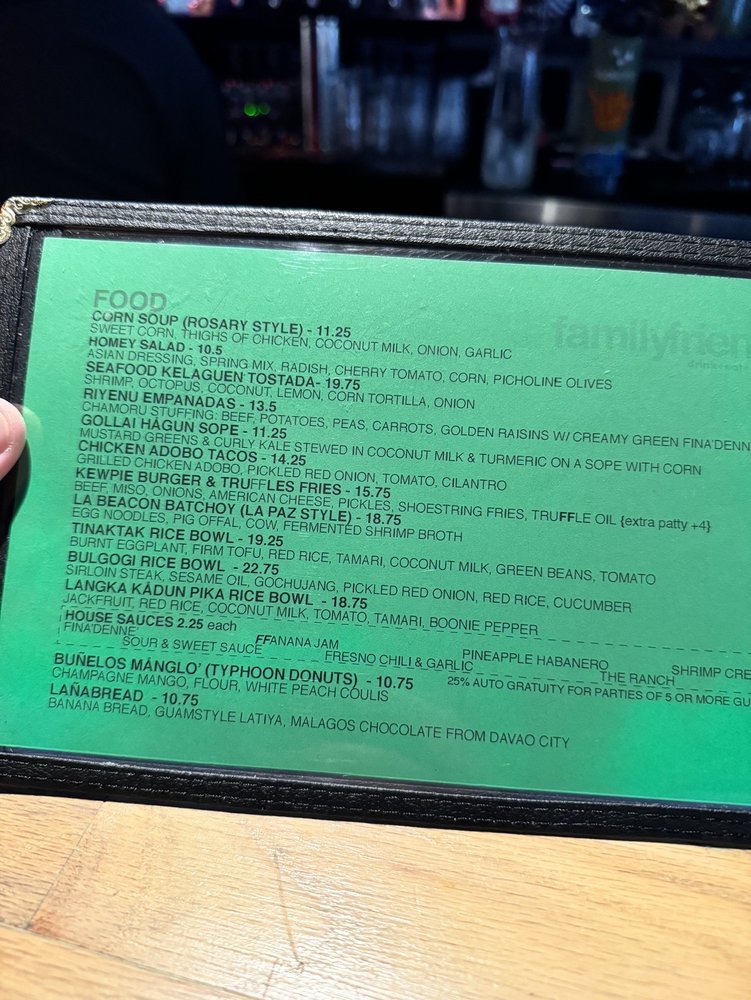 FOOD
familyfrien
CORN SOUP (ROSARY STYLE) - 11.25
SWEET CORN, THIGHS OF CHICKEN, COCONUT MILK, ONION, GARLIC
HOMEY SALAD - 10.5
ASIAN DRESSING, SPRING MIX, RADISH, CHERRY TOMATO, CORN, PICHOLINE OLIVES
SEAFOOD KELAGUEN TOSTADA- 19.75
SHRIMP, OCTOPUS, COCONUT, LEMON, CORN TORTILLA, ONION
RIYENU EMPANADAS - 13.5
CHAMORU STUFFING: BEEF, POTATOES, PEAS, CARROTS, GOLDEN RAISINS W/ CREAMY GREEN FINA'DENN
GOLLAI HÅGUN SOPE - 11.25
MUSTARD GREENS & CURLY KALE STEWED IN COCONUT MILK & TURMERIC ON A SOPE WITH CORN
CHICKEN ADOBO TACOS - 14.25
GRILLED CHICKEN ADOBO, PICKLED RED ONION, TOMATO, CILANTRO
KEWPIE BURGER & TRUFFLES FRIES - 15.75
BEEF, MISO, ONIONS, AMERICAN CHEESE, PICKLES, SHOESTRING FRIES, TRUFFLE OIL {extra patty +4}
LA BEACON BATCHOY (LA PAZ STYLE) - 18.75
EGG NOODLES, PIG OFFAL, COW, FERMENTED SHRIMP BROTH
TINAKTAK RICE BOWL - 19.25
BURNT EGGPLANT, FIRM TOFU, RED RICE, TAMARI, COCONUT MILK, GREEN BEANS, TOMATO
BULGOGI RICE BOWL - 22.75
SIRLOIN STEAK, SESAME OIL, GOCHUJANG, PICKLED RED ONION, RED RICE, CUCUMBER
LANGKA KÅDUN PIKA RICE BOWL - 18.75
JACKFRUIT, RED RICE, COCONUT MILK, TOMATO, TAMARI, BOONIE PEPPER
HOUSE SAUCES 2.25 each
FINA'DENNE' FFANANA JAM PINEAPPLE HABANERO SHRIMP CRE
SOUR & SWEET SAUCE FRESNO CHILI & GARLIC THE RANCH
BUÑELOS MÅNGLO' (TYPHOON DONUTS) - 10.75
25% AUTO GRATUITY FOR PARTIES OF 5 OR MORE GU
CHAMPAGNE MANGO, FLOUR, WHITE PEACH COULIS
LAÑABREAD - 10.75
BANANA BREAD, GUAMSTYLE LATIYA, MALAGOS CHOCOLATE FROM DAVAO CITY